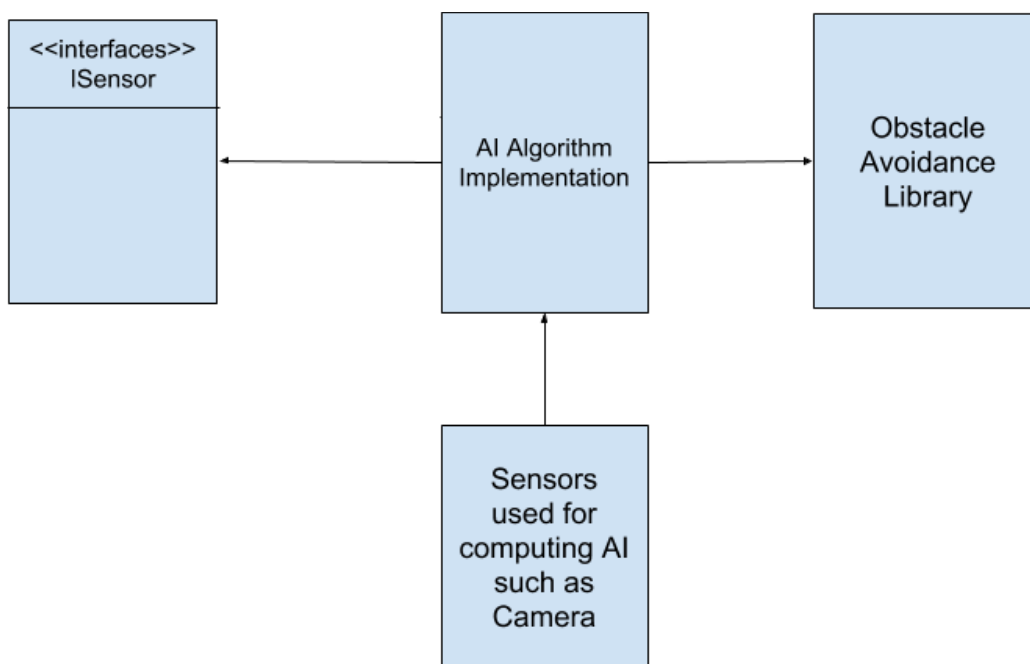 <<interfaces>>
ISensor
AI Algorithm
Implementation
Obstacle
Avoidance
Library
Sensors
used for
computing AI
such as
Camera